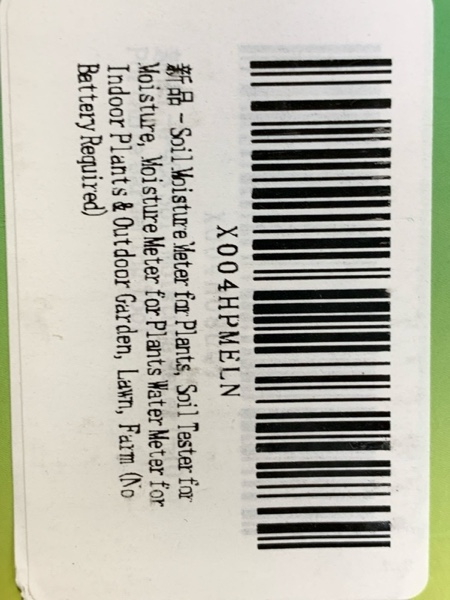 X004HPMELN
新品 - Soil Moisture Meter for Plants, Soil Tester for
Moisture, Moisture Meter for Plants Water Meter for
Indoor Plants & Outdoor Garden, Lawn, Farm (No
Battery Required)